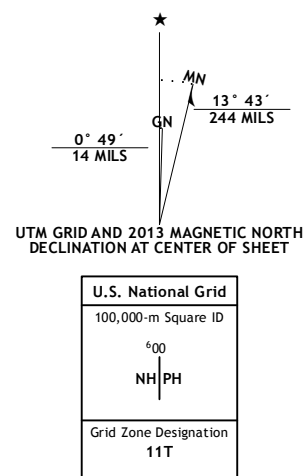 ★
MN
GN
13° 43´
244 MILS
0° 49´
14 MILS
UTM GRID AND 2013 MAGNETIC NORTH
DECLINATION AT CENTER OF SHEET
U.S. National Grid
100,000-m Square ID
⁶00
NH PH
Grid Zone Designation
11T